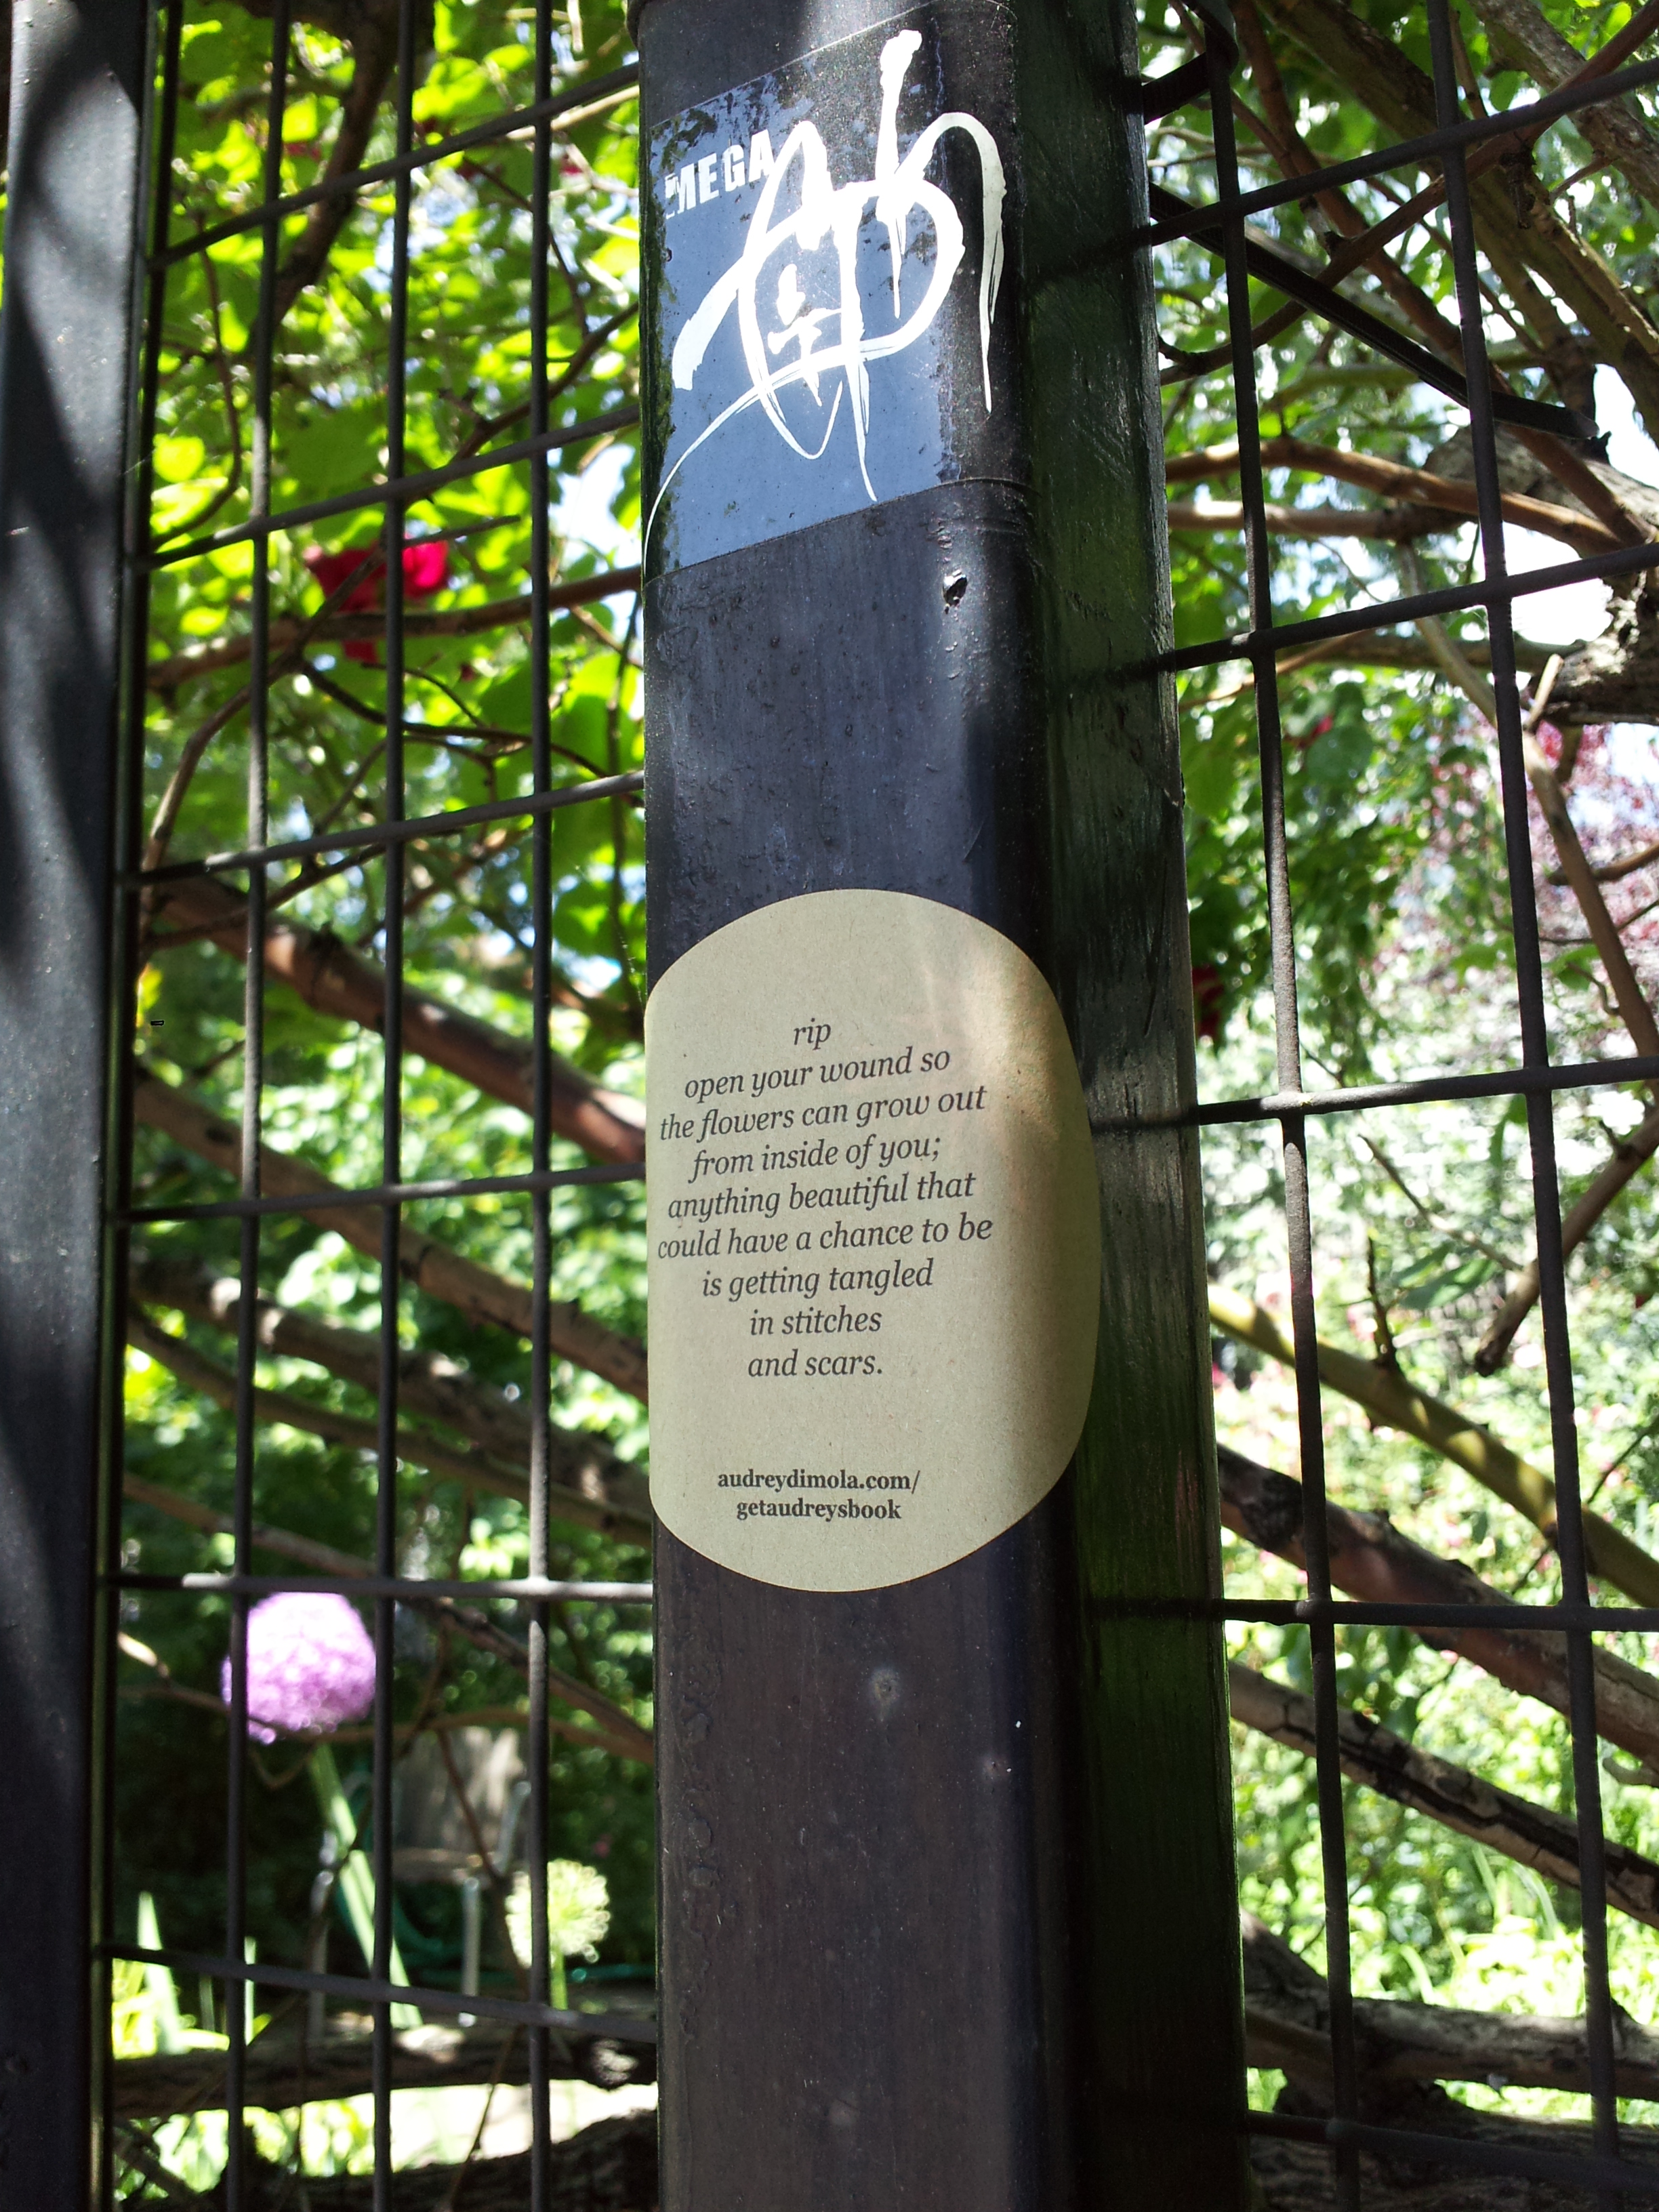 MEGA
rip
open your wound so
the flowers can grow out
from inside of you;
anything beautiful that
could have a chance to be
is getting tangled
in stitches
and scars.
audreydimola.com/
getaudreysbook